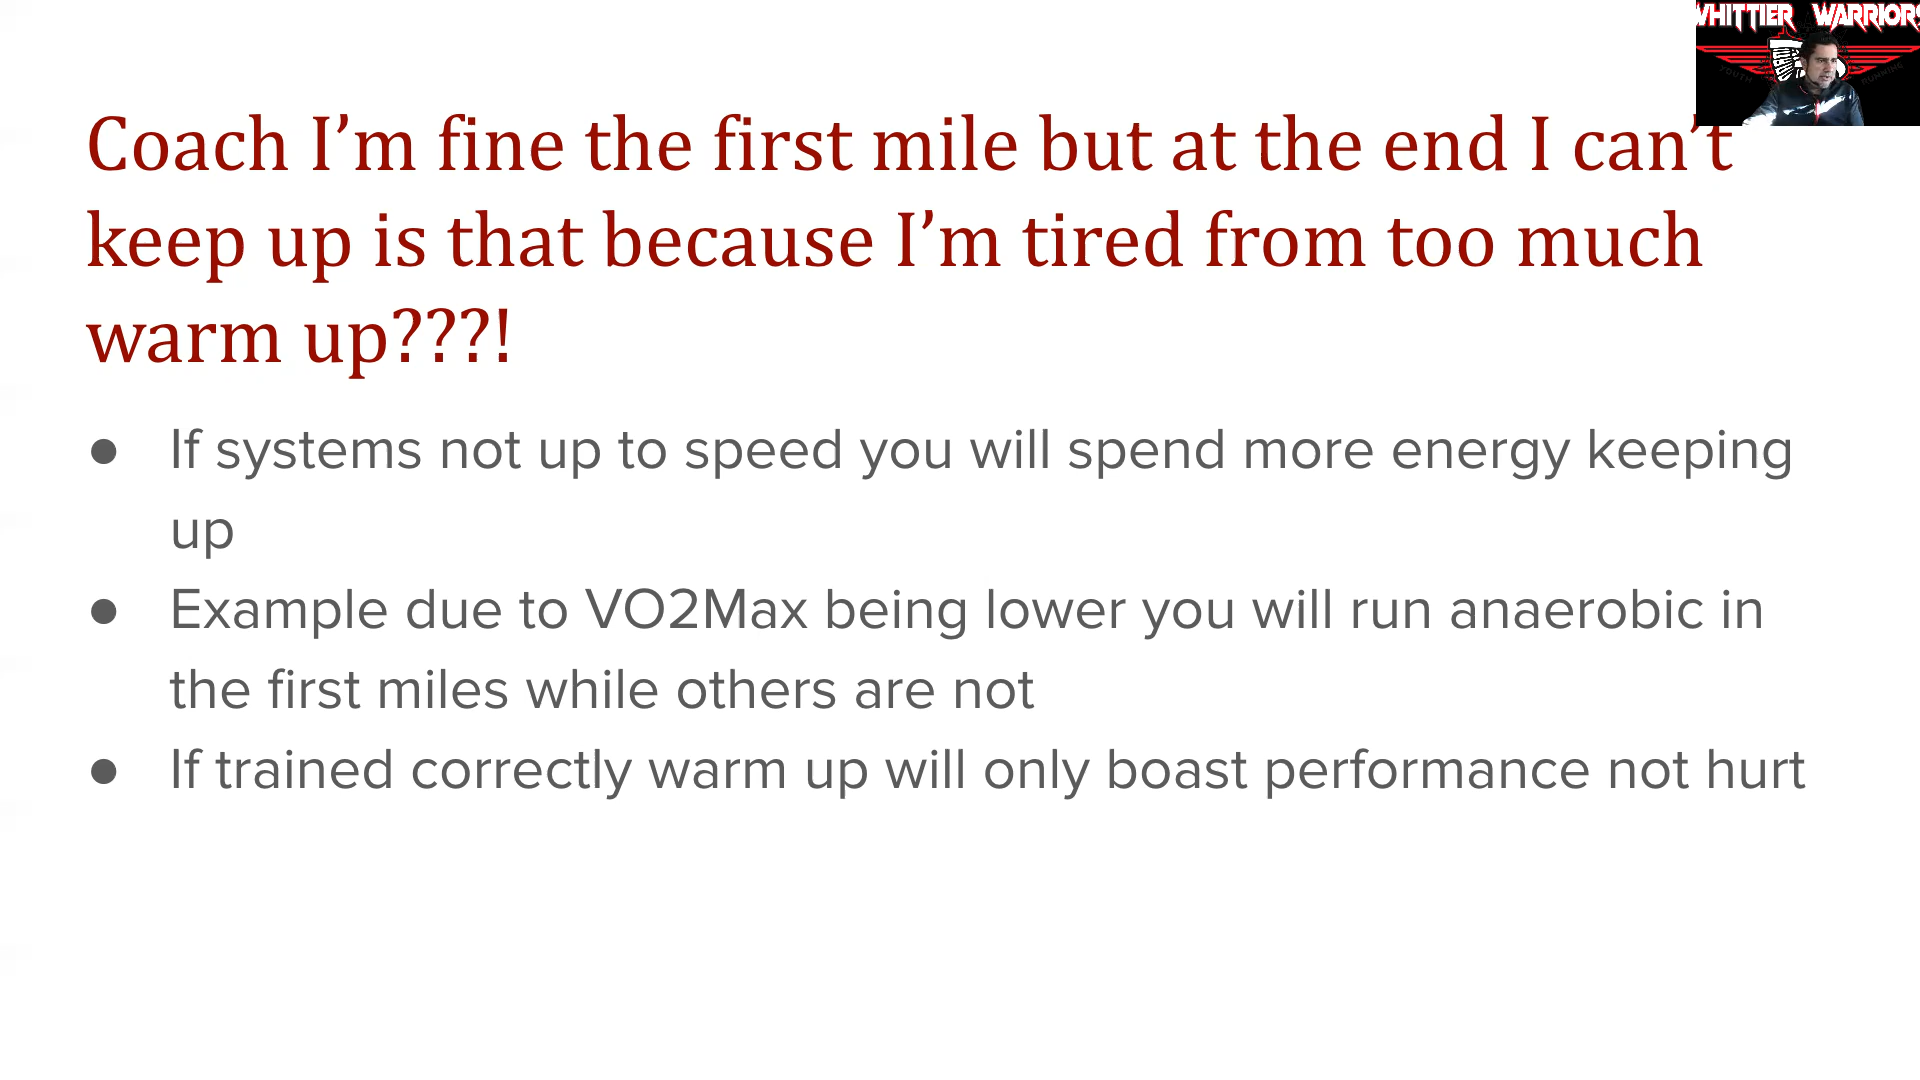 WHITTIER WARRIORS
Coach I’m fine the first mile but at the end I can’t
keep up is that because I’m tired from too much
warm up???!
● If systems not up to speed you will spend more energy keeping
up
● Example due to VO2Max being lower you will run anaerobic in
the first miles while others are not
● If trained correctly warm up will only boast performance not hurt